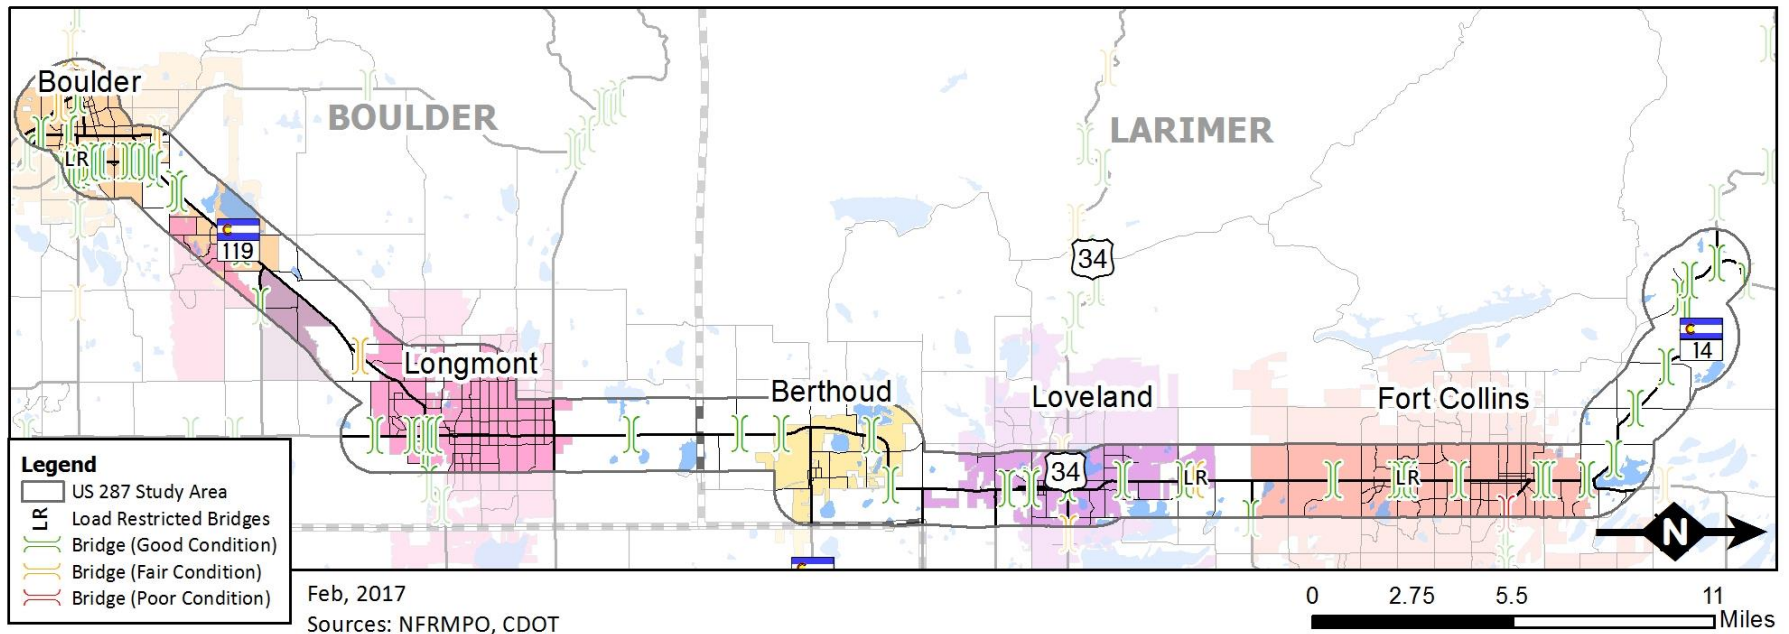 Boulder
BOULDER
LARIMER
LR
119
34
14
Longmont
Berthoud
Loveland
Fort Collins
34
LR
LR
Legend
US 287 Study Area
LR Load Restricted Bridges
Bridge (Good Condition)
Bridge (Fair Condition)
Bridge (Poor Condition)
N
Feb, 2017
Sources: NFRMPO, CDOT
0 2.75 5.5 11
Miles